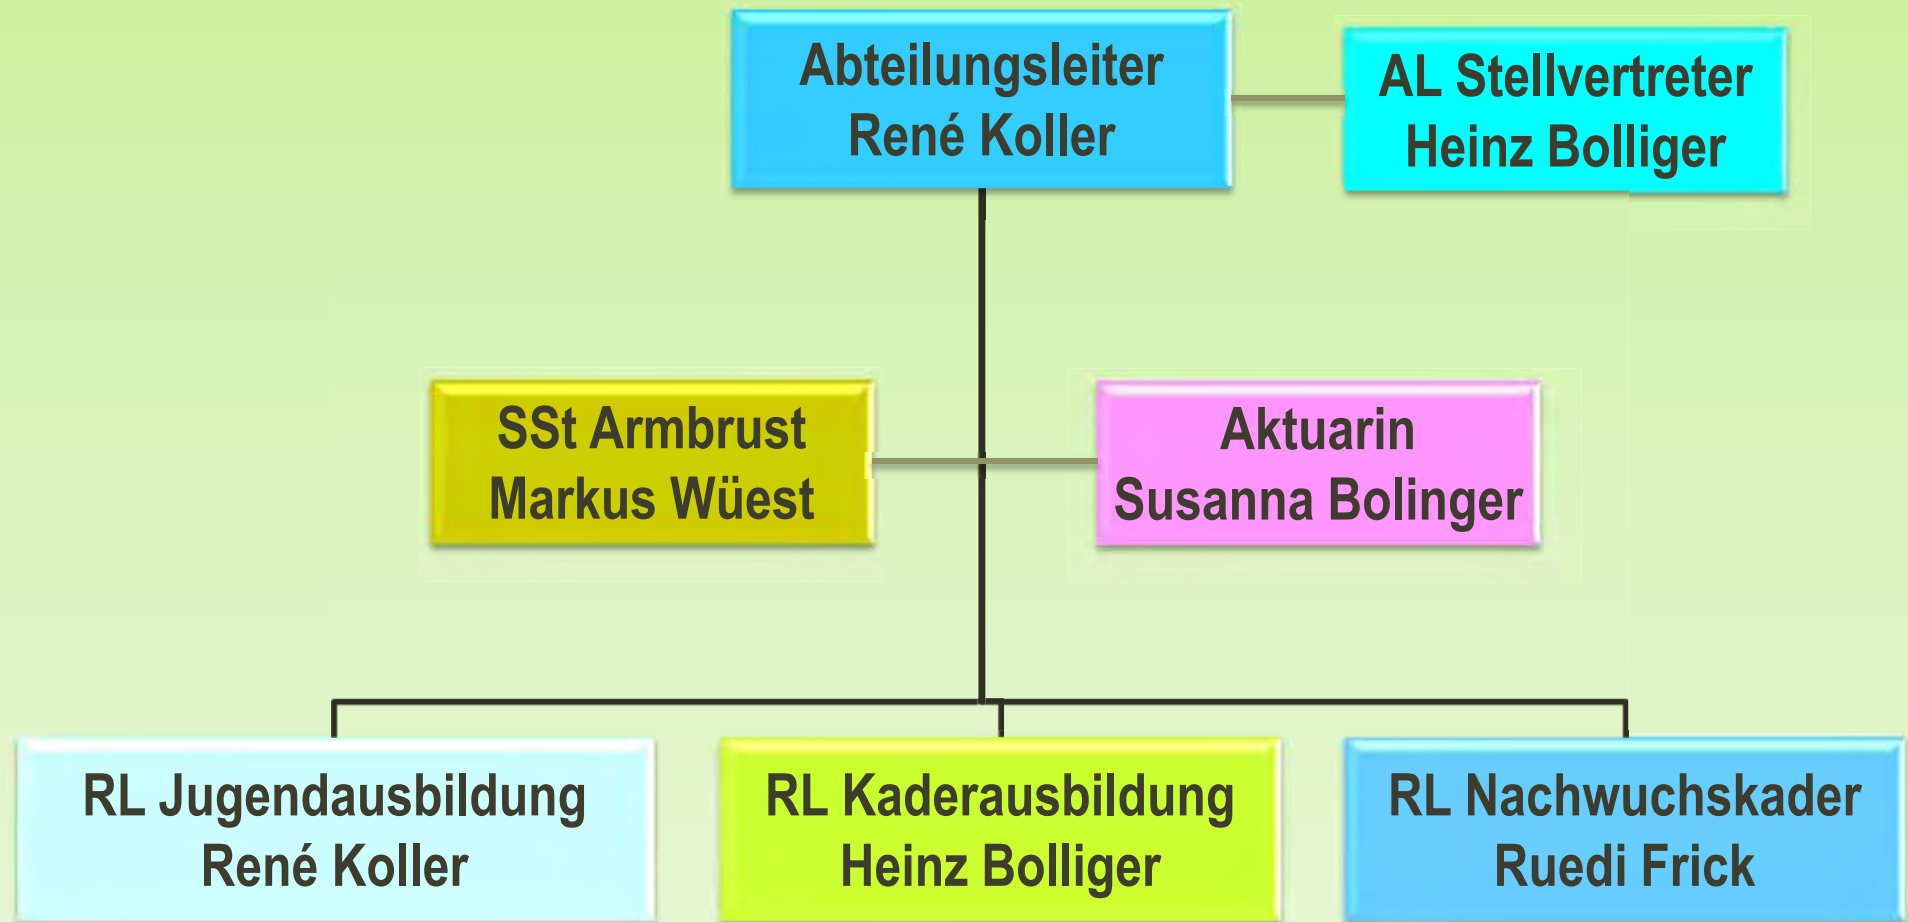 Abteilungsleiter
René Koller
AL Stellvertreter
Heinz Bolliger
SSt Armbrust
Markus Wüest
Aktuarin
Susanna Bolinger
RL Jugendausbildung
René Koller
RL Kaderausbildung
Heinz Bolliger
RL Nachwuchskader
Ruedi Frick